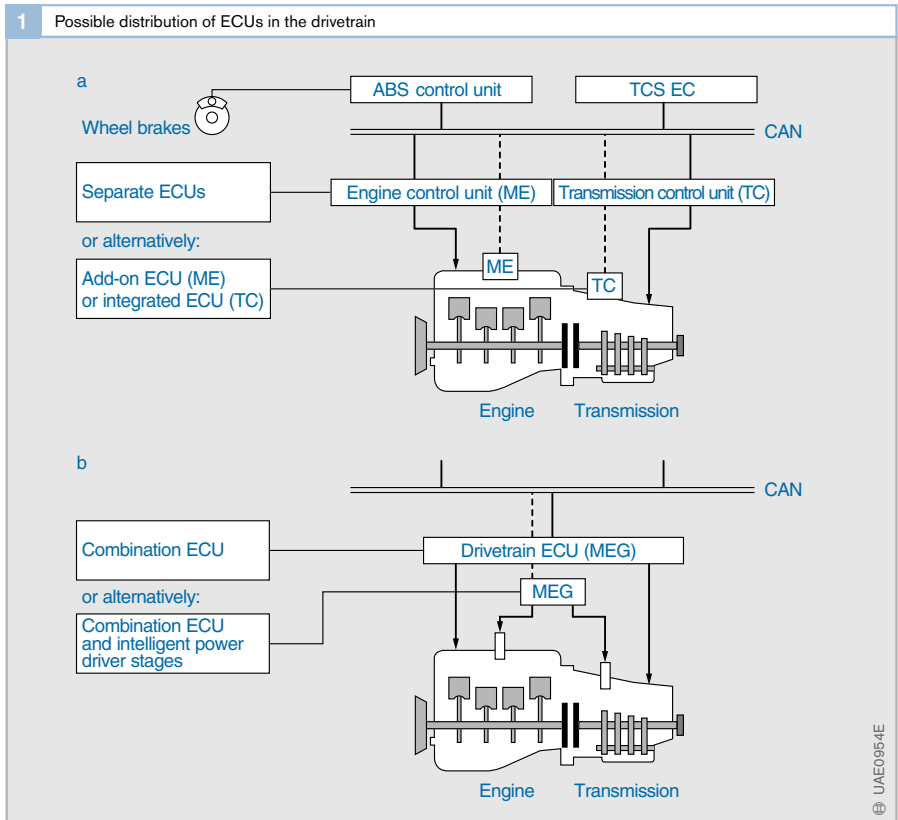 1 Possible distribution of ECUs in the drivetrain
a
ABS control unit
TCS EC
Wheel brakes
CAN
Separate ECUs
Engine control unit (ME)
Transmission control unit (TC)
or alternatively:
Add-on ECU (ME)
or integrated ECU (TC)
ME
TC
Engine
Transmission
b
CAN
Combination ECU
Drivetrain ECU (MEG)
or alternatively:
MEG
Combination ECU
and intelligent power
driver stages
Engine
Transmission
UAE0954E